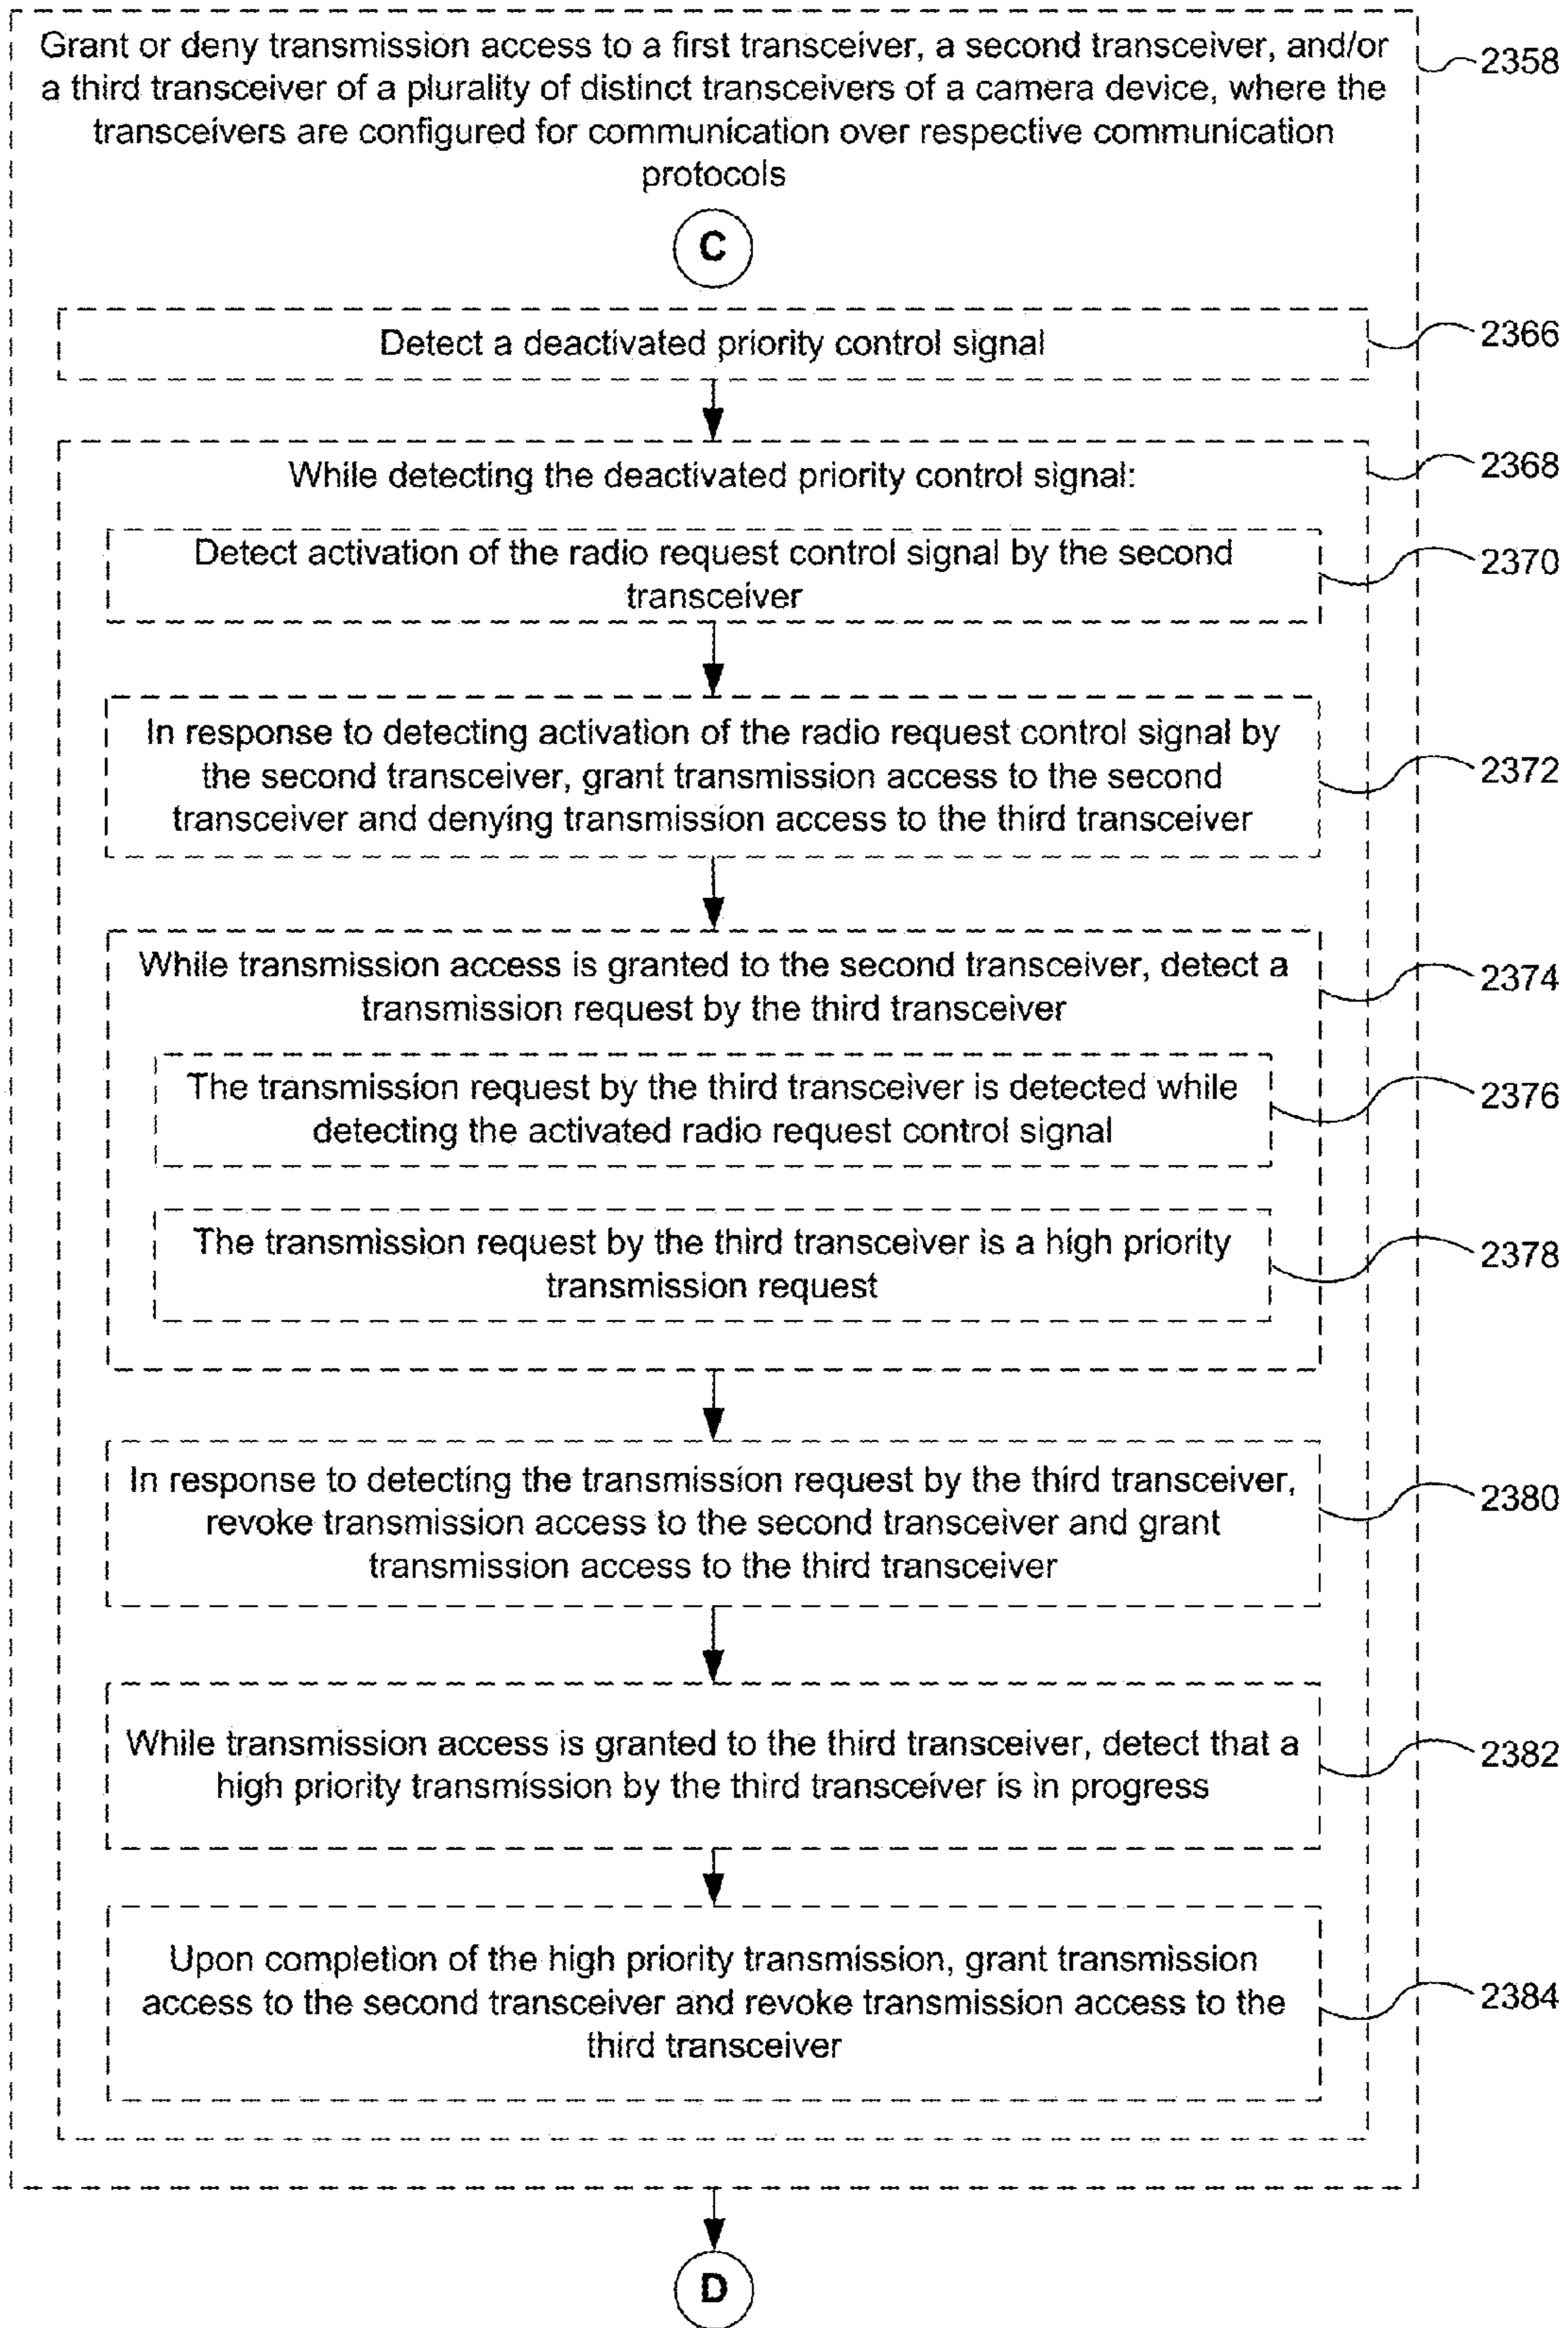 Grant or deny transmission access to a first transceiver, a second transceiver, and/or
a third transceiver of a plurality of distinct transceivers of a camera device, where the
transceivers are configured for communication over respective communication
protocols
2358
C
Detect a deactivated priority control signal
2366
While detecting the deactivated priority control signal:
2368
Detect activation of the radio request control signal by the second
transceiver
2370
In response to detecting activation of the radio request control signal by
the second transceiver, grant transmission access to the second
transceiver and denying transmission access to the third transceiver
2372
While transmission access is granted to the second transceiver, detect a
transmission request by the third transceiver
2374
The transmission request by the third transceiver is detected while
detecting the activated radio request control signal
2376
The transmission request by the third transceiver is a high priority
transmission request
2378
In response to detecting the transmission request by the third transceiver,
revoke transmission access to the second transceiver and grant
transmission access to the third transceiver
2380
While transmission access is granted to the third transceiver, detect that a
high priority transmission by the third transceiver is in progress
2382
Upon completion of the high priority transmission, grant transmission
access to the second transceiver and revoke transmission access to the
third transceiver
2384
D